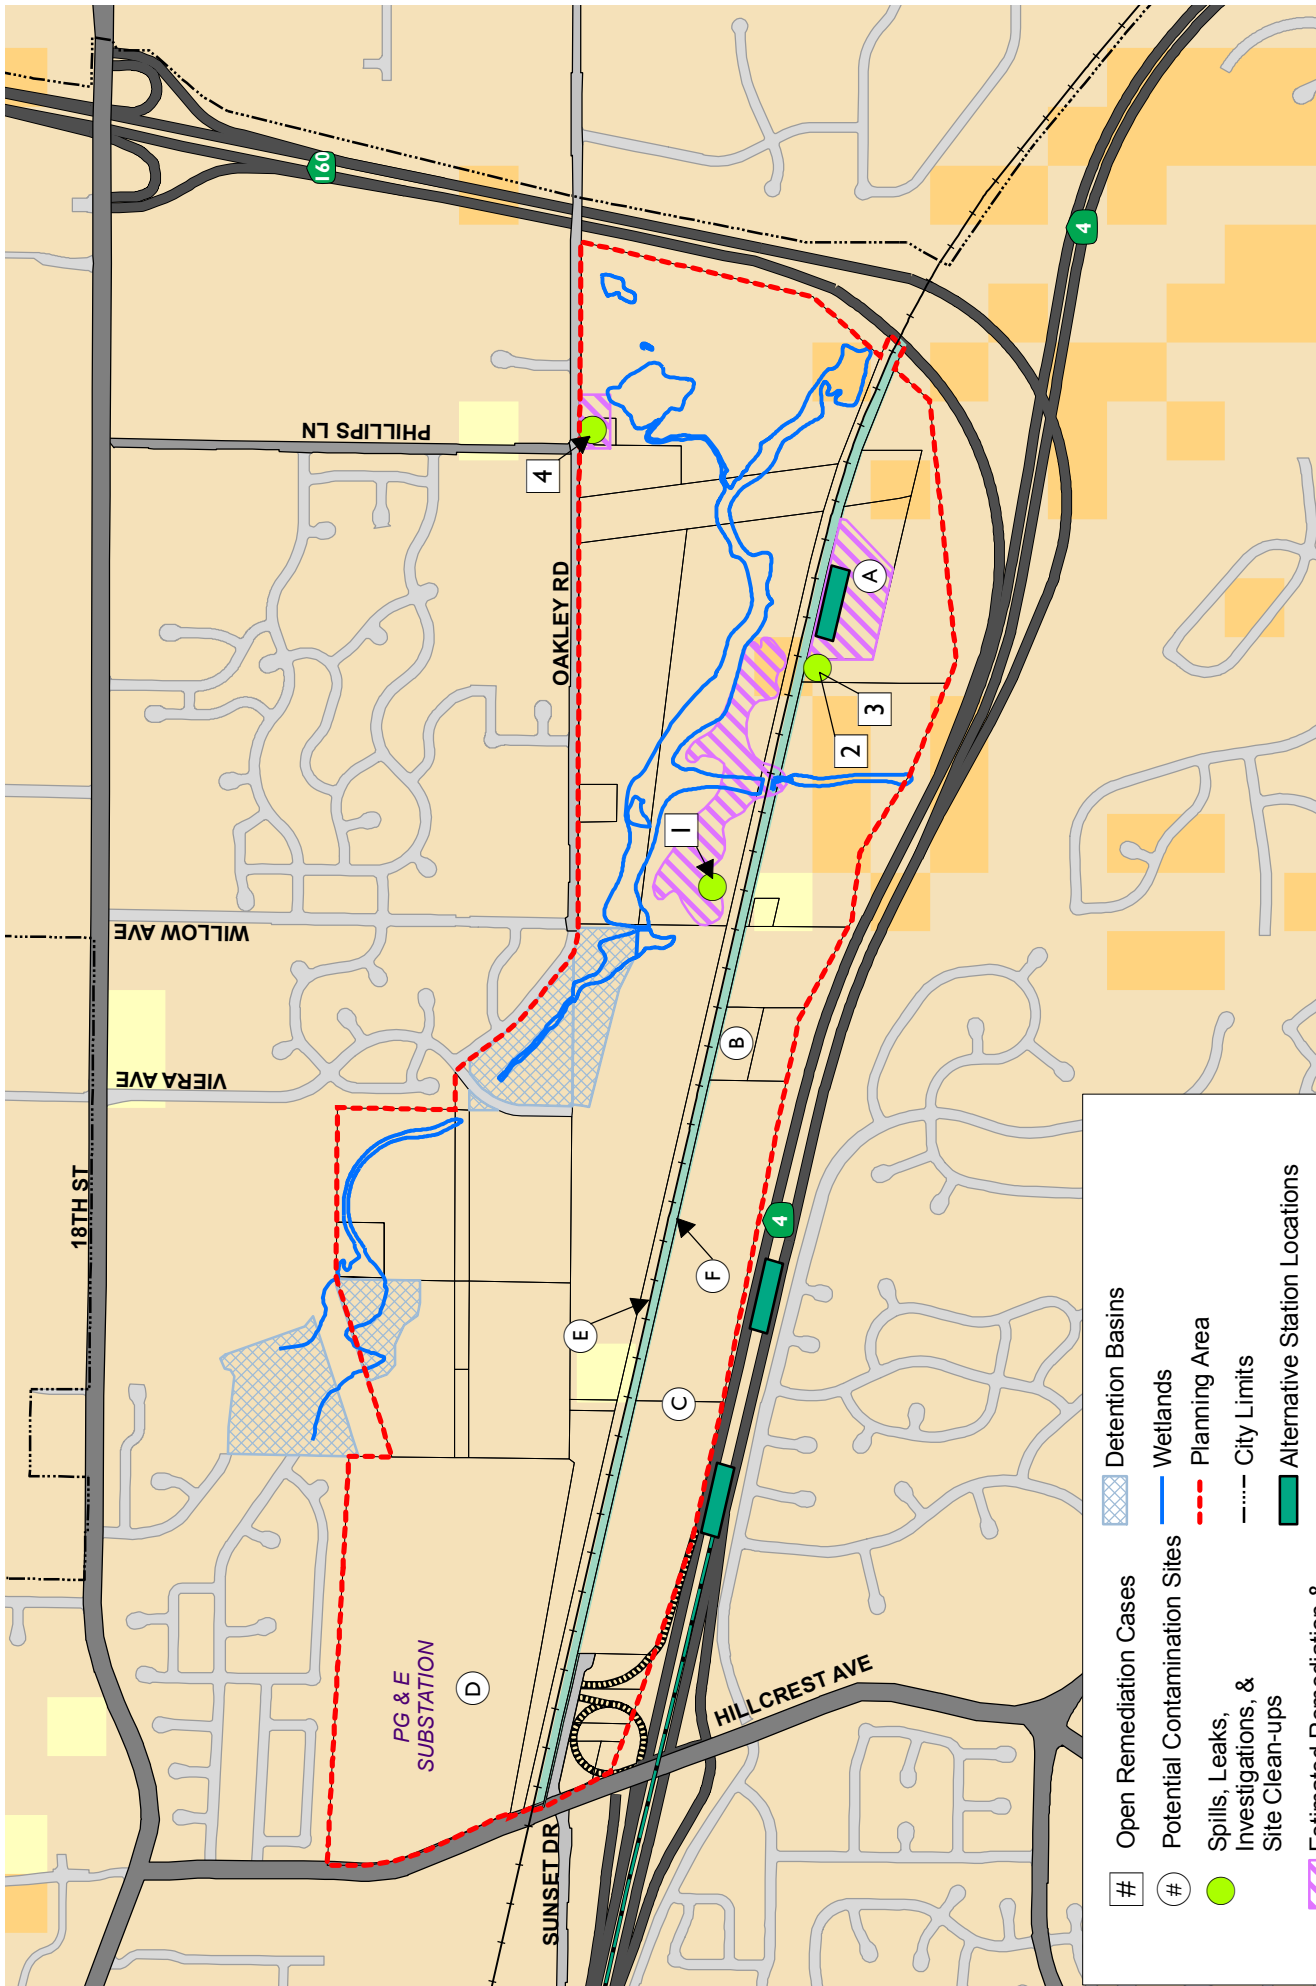 160
4
PHILLIPS LN
4
OAKLEY RD
A
3
2
1
WILLOW AVE
VIERA AVE
B
18TH ST
4
F
E
C
PG & E
SUBSTATION
D
HILLCREST AVE
SUNSET DR
# Open Remediation Cases
# Potential Contamination Sites
Spills, Leaks,
Investigations, &
Site Clean-ups
Detention Basins
Wetlands
Planning Area
City Limits
Alternative Station Locations